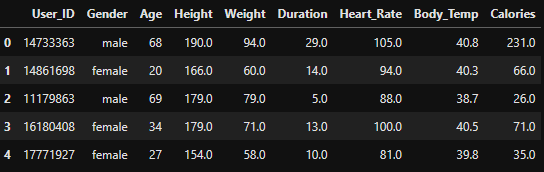 User_ID Gender Age Height Weight Duration Heart_Rate Body_Temp Calories
0 14733363 male 68 190.0 94.0 29.0 105.0 40.8 231.0
1 14861698 female 20 166.0 60.0 14.0 94.0 40.3 66.0
2 11179863 male 69 179.0 79.0 5.0 88.0 38.7 26.0
3 16180408 female 34 179.0 71.0 13.0 100.0 40.5 71.0
4 17771927 female 27 154.0 58.0 10.0 81.0 39.8 35.0